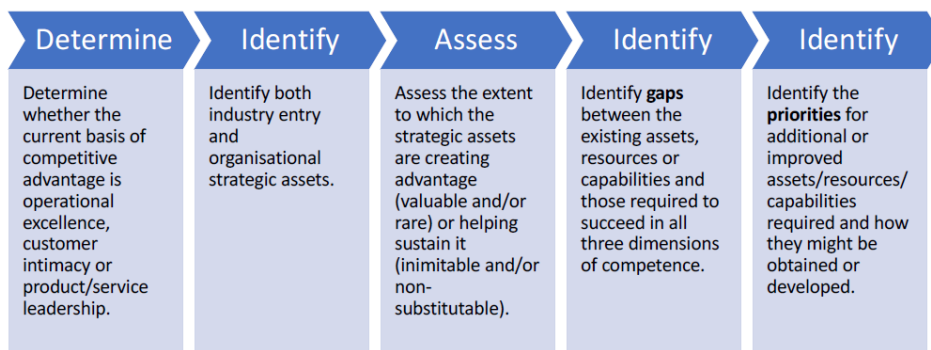 Determine
Determine
whether the
current basis of
competitive
advantage is
operational
excellence,
customer
intimacy or
product/service
leadership.
Identify
Identify both
industry entry
and
organisational
strategic assets.
Assess
Assess the extent
to which the
strategic assets
are creating
advantage
(valuable and/or
rare) or helping
sustain it
(inimitable and/or
non-
substitutable).
Identify
Identify gaps
between the
existing assets,
resources or
capabilities and
those required to
succeed in all
three dimensions
of competence.
Identify
Identify the
priorities for
additional or
improved
assets/resources/
capabilities
required and how
they might be
obtained or
developed.